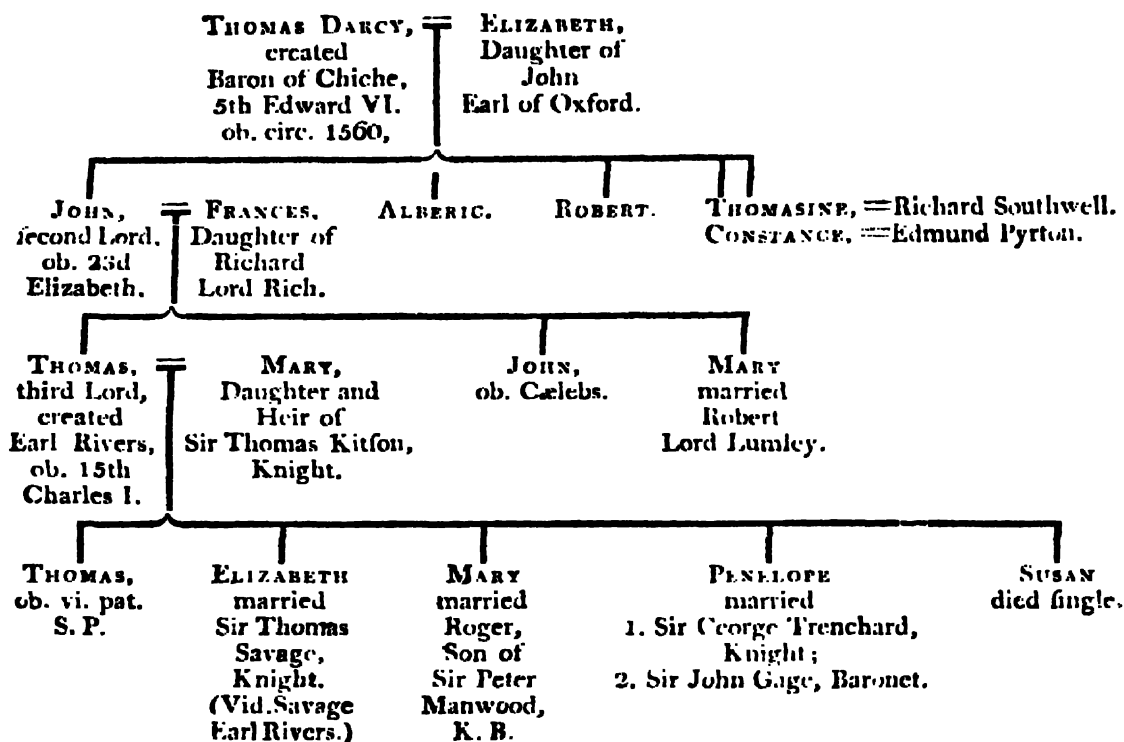 THOMAS DARCY,
created
Baron of Chiche,
5th Edward VI.
ob. circ. 1560,
ELIZABETH,
Daughter of
John
Earl of Oxford.
JOHN,
ſecond Lord.
ob. 23d
Elizabeth.
FRANCES,
Daughter of
Richard
Lord Rich.
ALBERIC.
ROBERT.
THOMASINE, =Richard Southwell.
CONSTANCE, =Edmund Pyrton.
THOMAS,
third Lord,
created
Earl Rivers,
ob. 15th
Charles I.
MARY,
Daughter and
Heir of
Sir Thomas Kitſon,
Knight.
JOHN,
ob. Cælebs.
MARY
married
Robert
Lord Lumley.
THOMAS,
ob. vi. pat.
S. P.
ELIZABETH
married
Sir Thomas
Savage,
Knight.
(Vid.Savage
Earl Rivers.)
MARY
married
Roger,
Son of
Sir Peter
Manwood,
K. B.
PENELOPE
married
1. Sir George Trenchard,
Knight;
2. Sir John Gage, Baronet.
SUSAN
died ſingle.